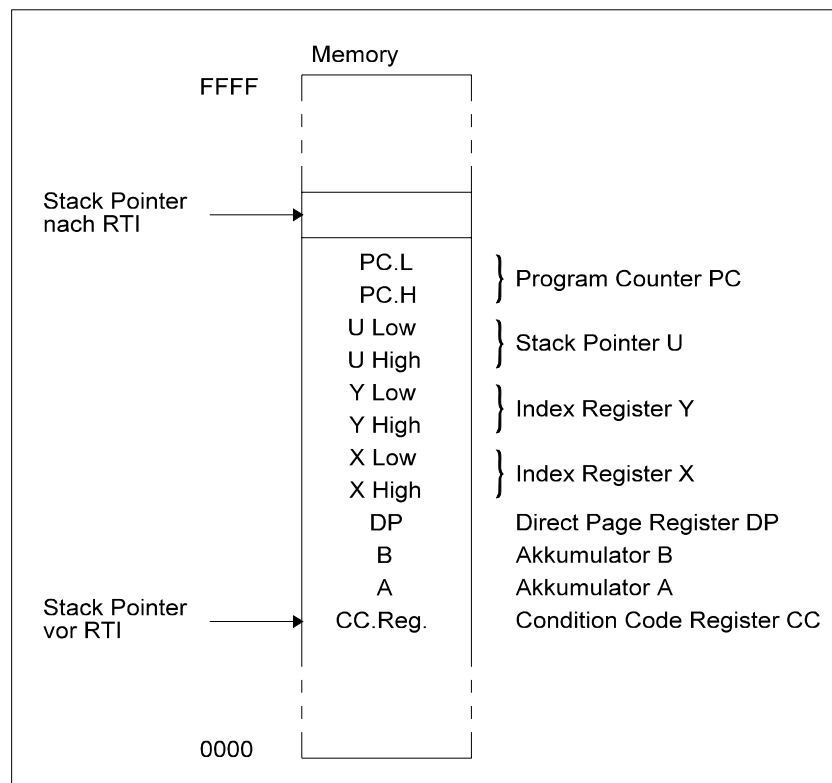 Memory
FFFF
Stack Pointer
nach RTI
PC.L
PC.H
Program Counter PC
U Low
U High
Stack Pointer U
Y Low
Y High
Index Register Y
X Low
X High
Index Register X
DP Direct Page Register DP
B Akkumulator B
A Akkumulator A
Stack Pointer
vor RTI
CC.Reg. Condition Code Register CC
0000